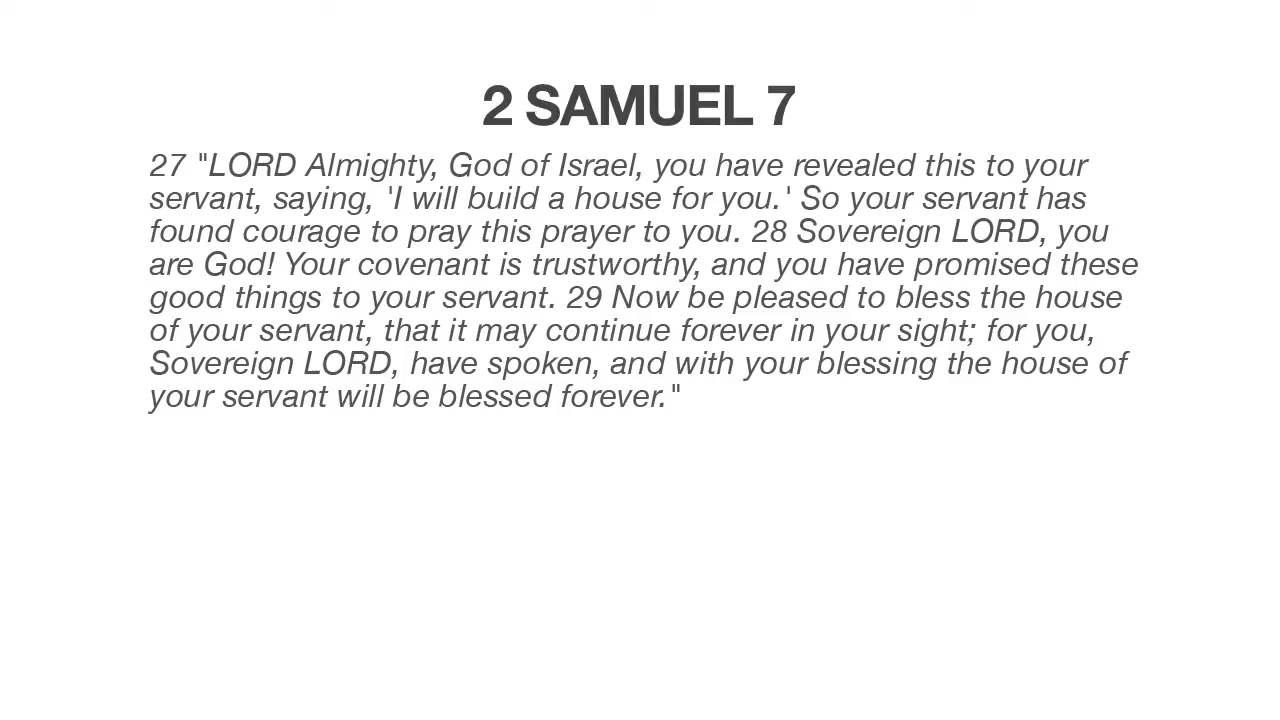 2 SAMUEL 7
27 "LORD Almighty, God of Israel, you have revealed this to your
servant, saying, 'I will build a house for you.' So your servant has
found courage to pray this prayer to you. 28 Sovereign LORD, you
are God! Your covenant is trustworthy, and you have promised these
good things to your servant. 29 Now be pleased to bless the house
of your servant, that it may continue forever in your sight; for you,
Sovereign LORD, have spoken, and with your blessing the house of
your servant will be blessed forever."